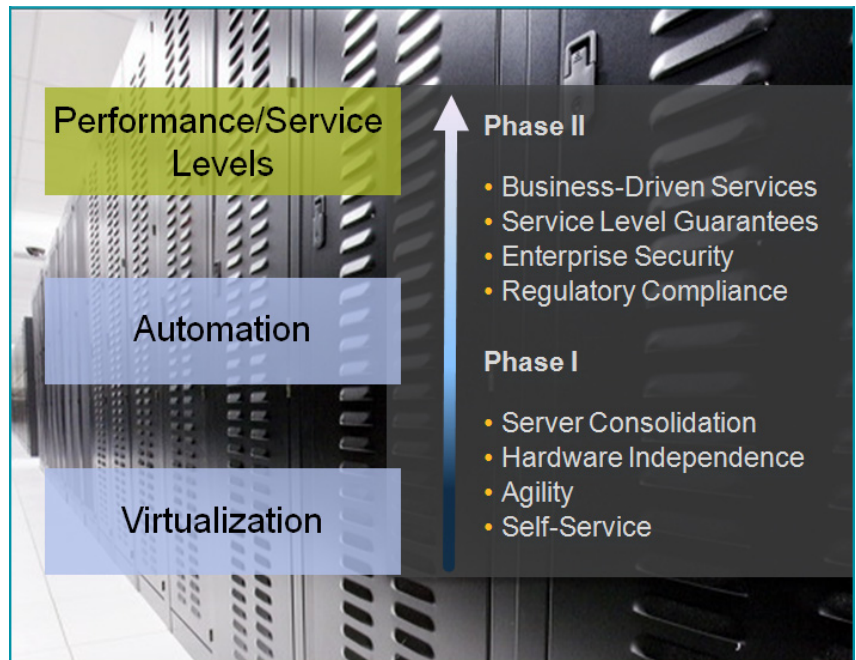 Performance/Service
Levels
Automation
Virtualization
Phase II
• Business-Driven Services
• Service Level Guarantees
• Enterprise Security
• Regulatory Compliance
Phase I
• Server Consolidation
• Hardware Independence
• Agility
• Self-Service